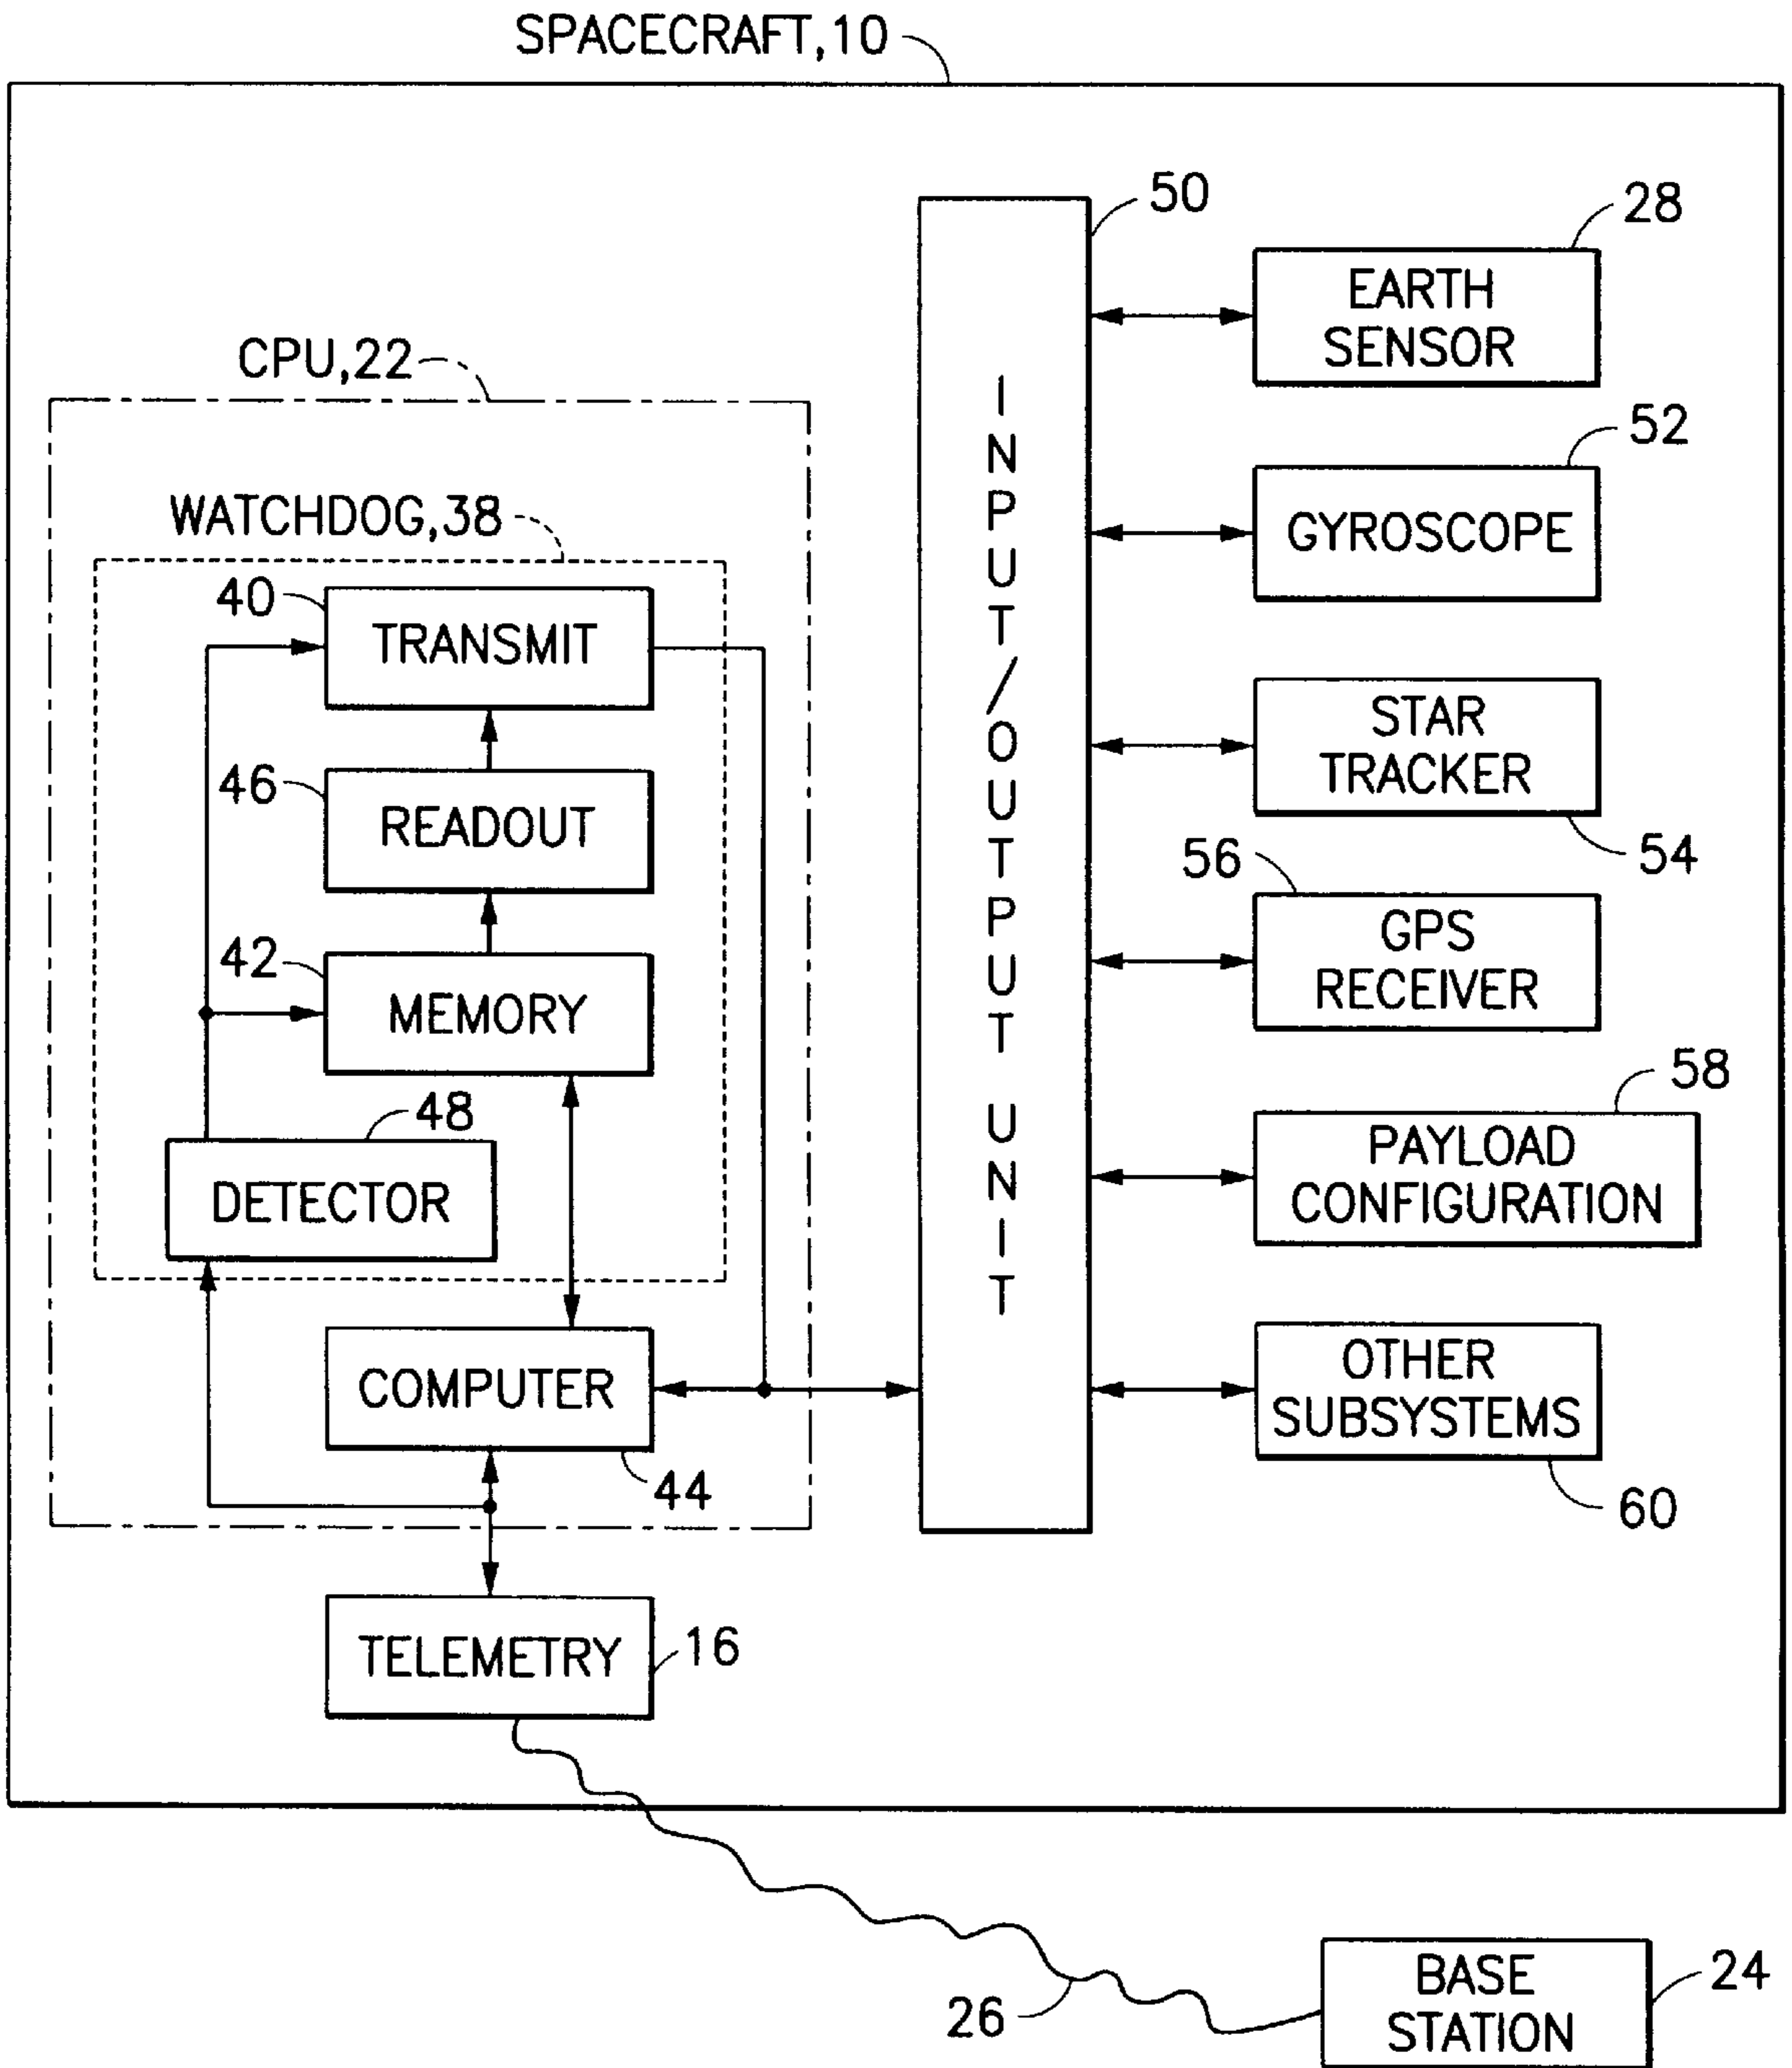 SPACECRAFT,10
50
28
EARTH
SENSOR
CPU,22
52
GYROSCOPE
WATCHDOG,38
40
TRANSMIT
STAR
TRACKER
54
46
READOUT
56
GPS
RECEIVER
42
MEMORY
58
PAYLOAD
CONFIGURATION
48
DETECTOR
INPUT/OUTPUT UNIT
COMPUTER
44
OTHER
SUBSYSTEMS
60
TELEMETRY
16
26
BASE
STATION
24